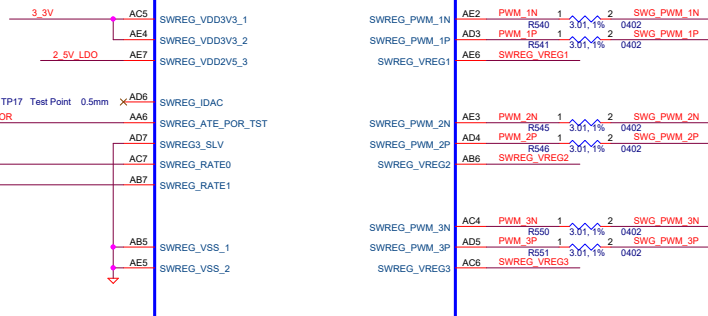 3_3V AC5 SWREG_VDD3V3_1 SWREG_PWM_1N AE2 PWM_1N 1 2 SWG_PWM_1N
R540 3.01, 1% 0402
AE4 SWREG_VDD3V3_2 SWREG_PWM_1P AD3 PWM_1P 1 2 SWG_PWM_1P
R541 3.01, 1% 0402
2_5V_LDO AE7 SWREG_VDD2V5_3 SWREG_VREG1 AE6 SWREG_VREG1
TP17 Test Point 0.5mm AD6 SWREG_IDAC
OR AA6 SWREG_ATE_POR_TST SWREG_PWM_2N AE3 PWM_2N 1 2 SWG_PWM_2N
R545 3.01, 1% 0402
AD7 SWREG3_SLV SWREG_PWM_2P AD4 PWM_2P 1 2 SWG_PWM_2P
R546 3.01, 1% 0402
AC7 SWREG_RATE0 SWREG_VREG2 AB6 SWREG_VREG2
AB7 SWREG_RATE1
SWREG_PWM_3N AC4 PWM_3N 1 2 SWG_PWM_3N
R550 3.01, 1% 0402
AB5 SWREG_VSS_1 SWREG_PWM_3P AD5 PWM_3P 1 2 SWG_PWM_3P
R551 3.01, 1% 0402
AE5 SWREG_VSS_2 SWREG_VREG3 AC6 SWREG_VREG3